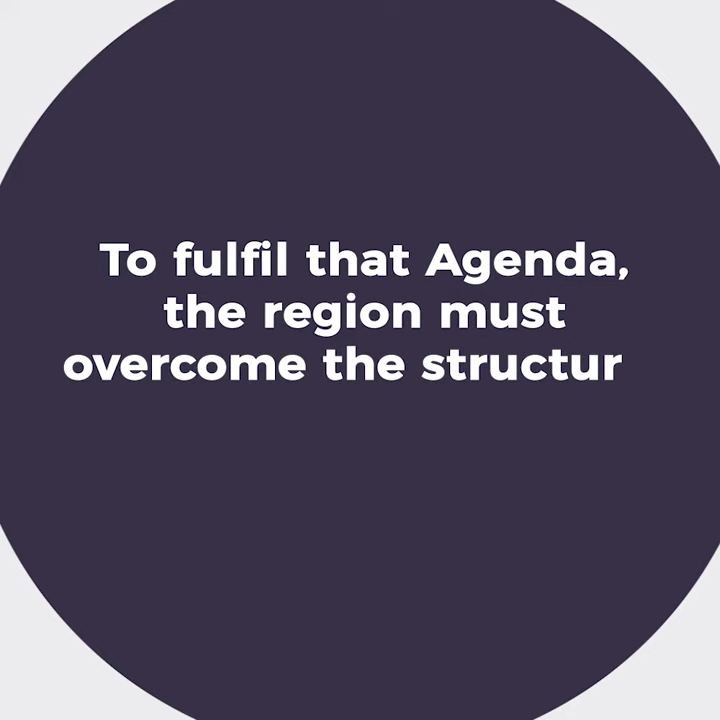 To fulfil that Agenda,
the region must
overcome the structur